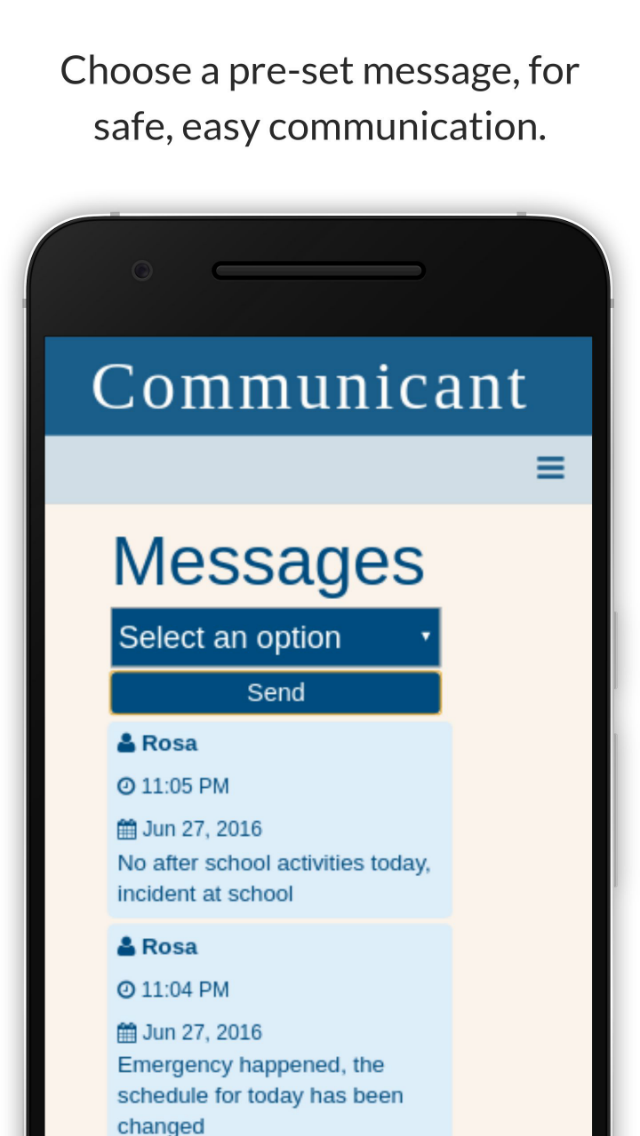 Choose a pre-set message, for
safe, easy communication.
Communicant
Messages
Select an option
Send
Rosa
11:05 PM
Jun 27, 2016
No after school activities today,
incident at school
Rosa
11:04 PM
Jun 27, 2016
Emergency happened, the
schedule for today has been
changed